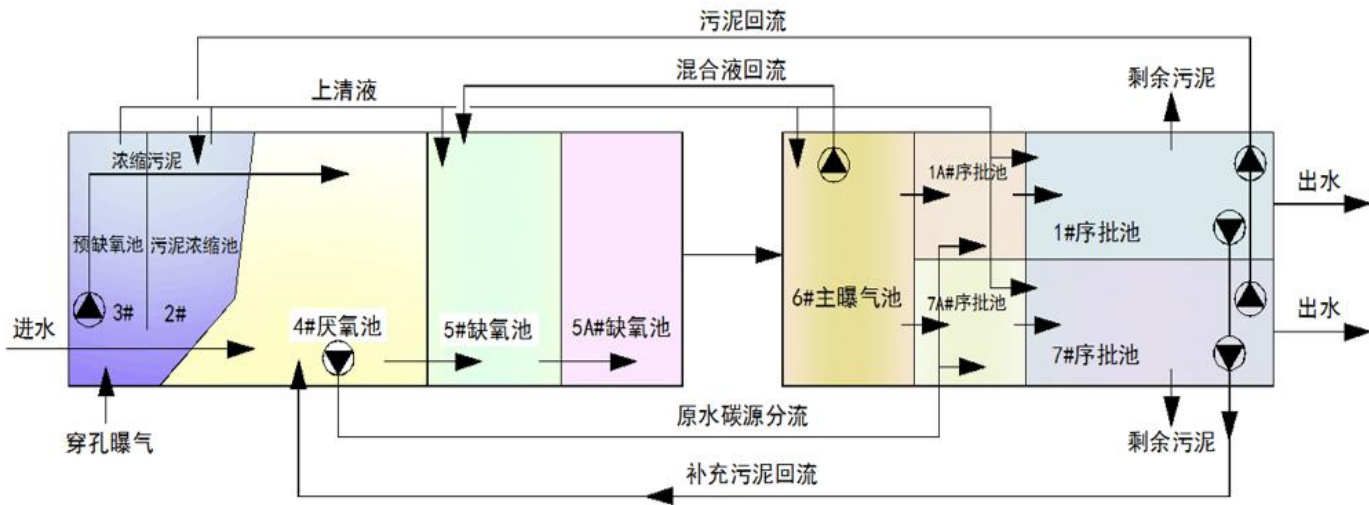 污泥回流
混合液回流
剩余污泥
上清液
浓缩污泥
1A#序批池
出水
预缺氧池
污泥浓缩池
1#序批池
3#
2#
6#主曝气池
7A#序批池
进水
4#厌氧池
5#缺氧池
5A#缺氧池
出水
7#序批池
原水碳源分流
穿孔曝气
剩余污泥
补充污泥回流